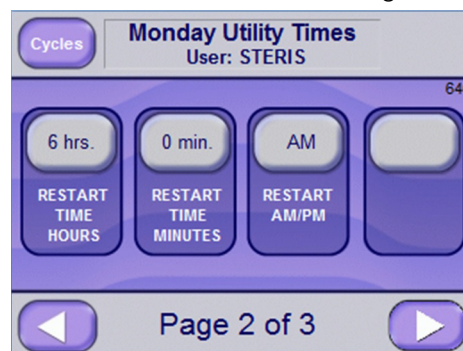 Cycles
Monday Utility Times
User: STERIS
64
6 hrs.
0 min.
AM
RESTART
TIME
HOURS
RESTART
TIME
MINUTES
RESTART
AM/PM
Page 2 of 3